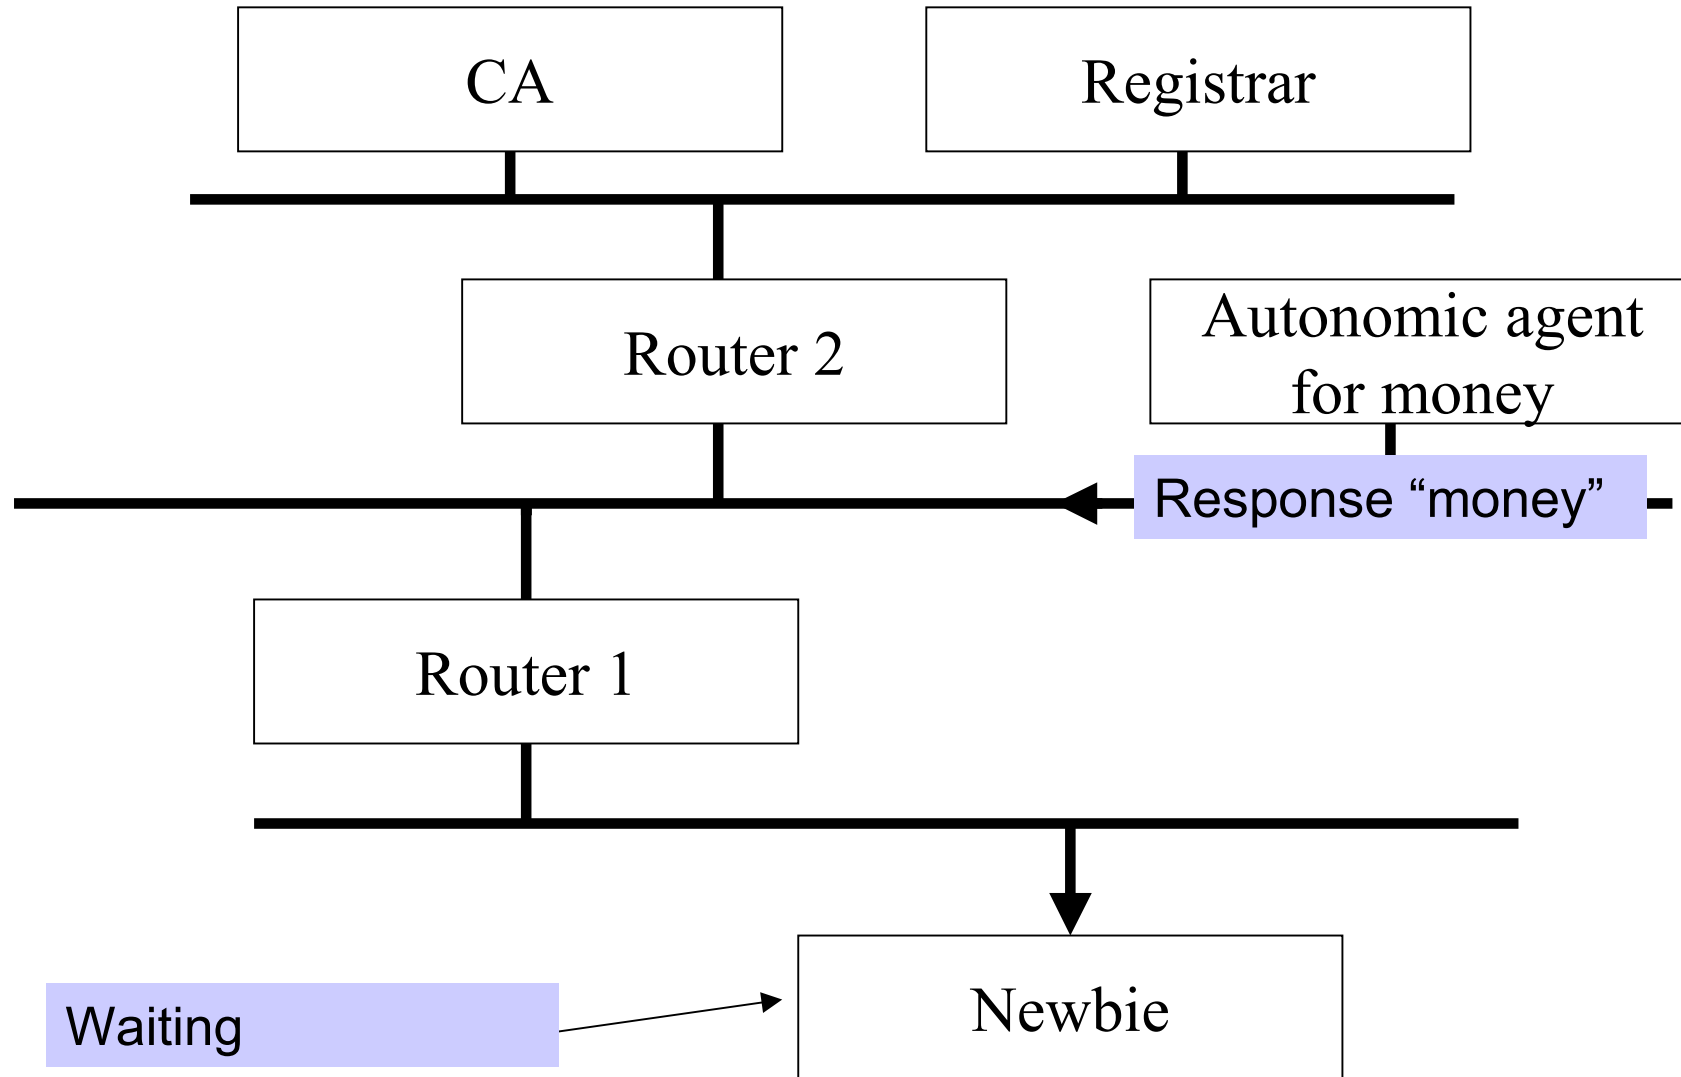 CA
Registrar
Router 2
Autonomic agent
for money
Response “money”
Router 1
Waiting
Newbie